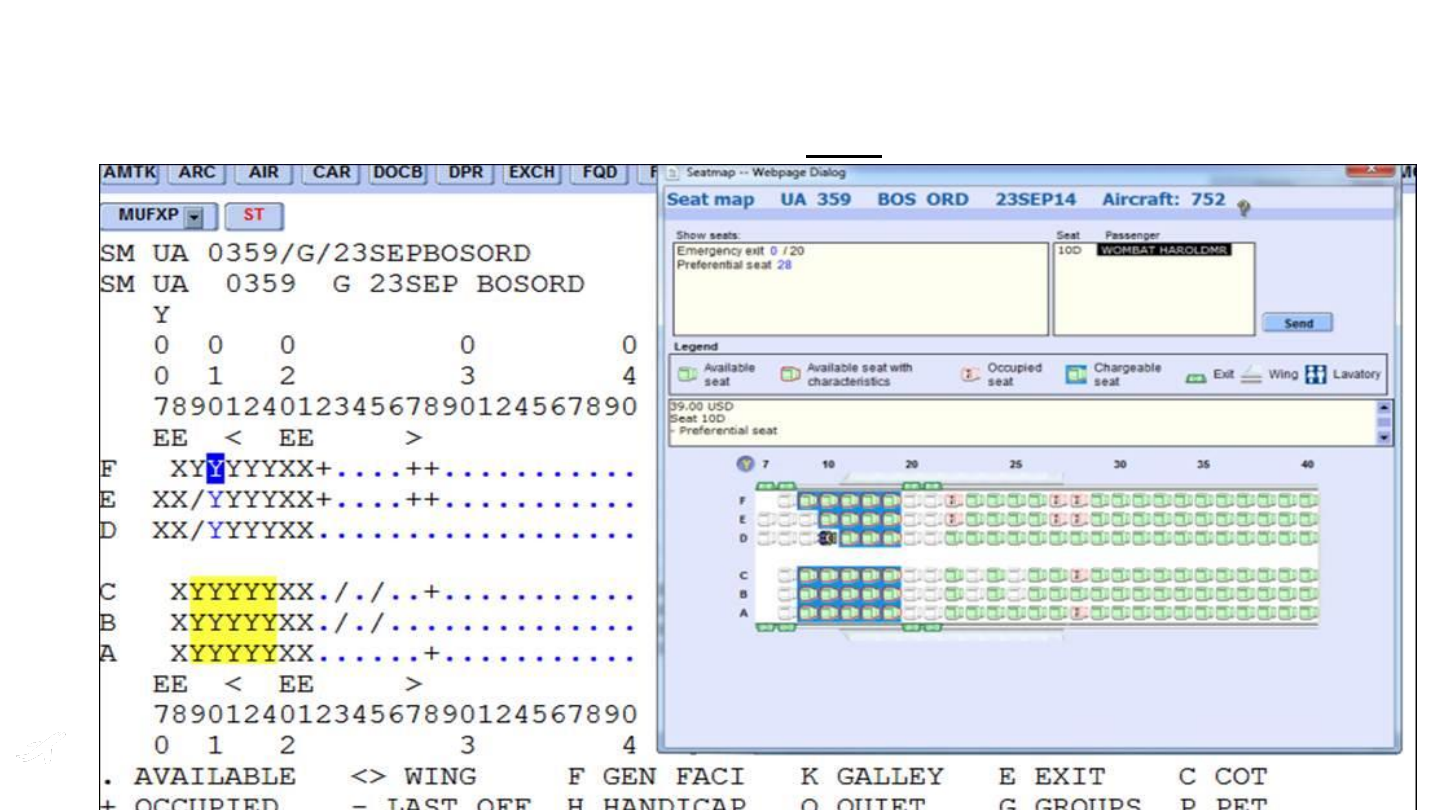 AMTK ARC AIR CAR DOCB DPR EXCH FQD
MUFXP ST
SM UA 0359/G/23SEPBOSORD
SM UA 0359 G 23SEP BOSORD
Y
0 0 0 0 0
0 1 2 3 4
789012401234567890124567890
EE < EE >
F XYYYYYYXX+....++...........
E XX/YYYYYXX+....++...........
D XX/YYYYYXX..................
C XYYYYYXX././..+...........
B XYYYYYXX././..............
A XYYYYYXX......+...........
EE < EE >
789012401234567890124567890
0 1 2 3 4
. AVAILABLE <> WING F GEN FACI K GALLEY E EXIT C COT
+ OCCUPIED - LAST OFF H HANDICAP Q QUIET G GROUPS P PET
Seatmap -- Webpage Dialog
Seat map UA 359 BOS ORD 23SEP14 Aircraft: 752
Show seats:
Emergency exit 0 / 20
Preferential seat 28
Seat Passenger
10D WOMBAT HAROLDMR
Send
Legend
Available seat
Available seat with characteristics
Occupied seat
Chargeable seat
Exit
Wing
Lavatory
39.00 USD
Seat 10D
- Preferential seat
Y 7 10 20 25 30 35 40
F
E
D
C
B
A